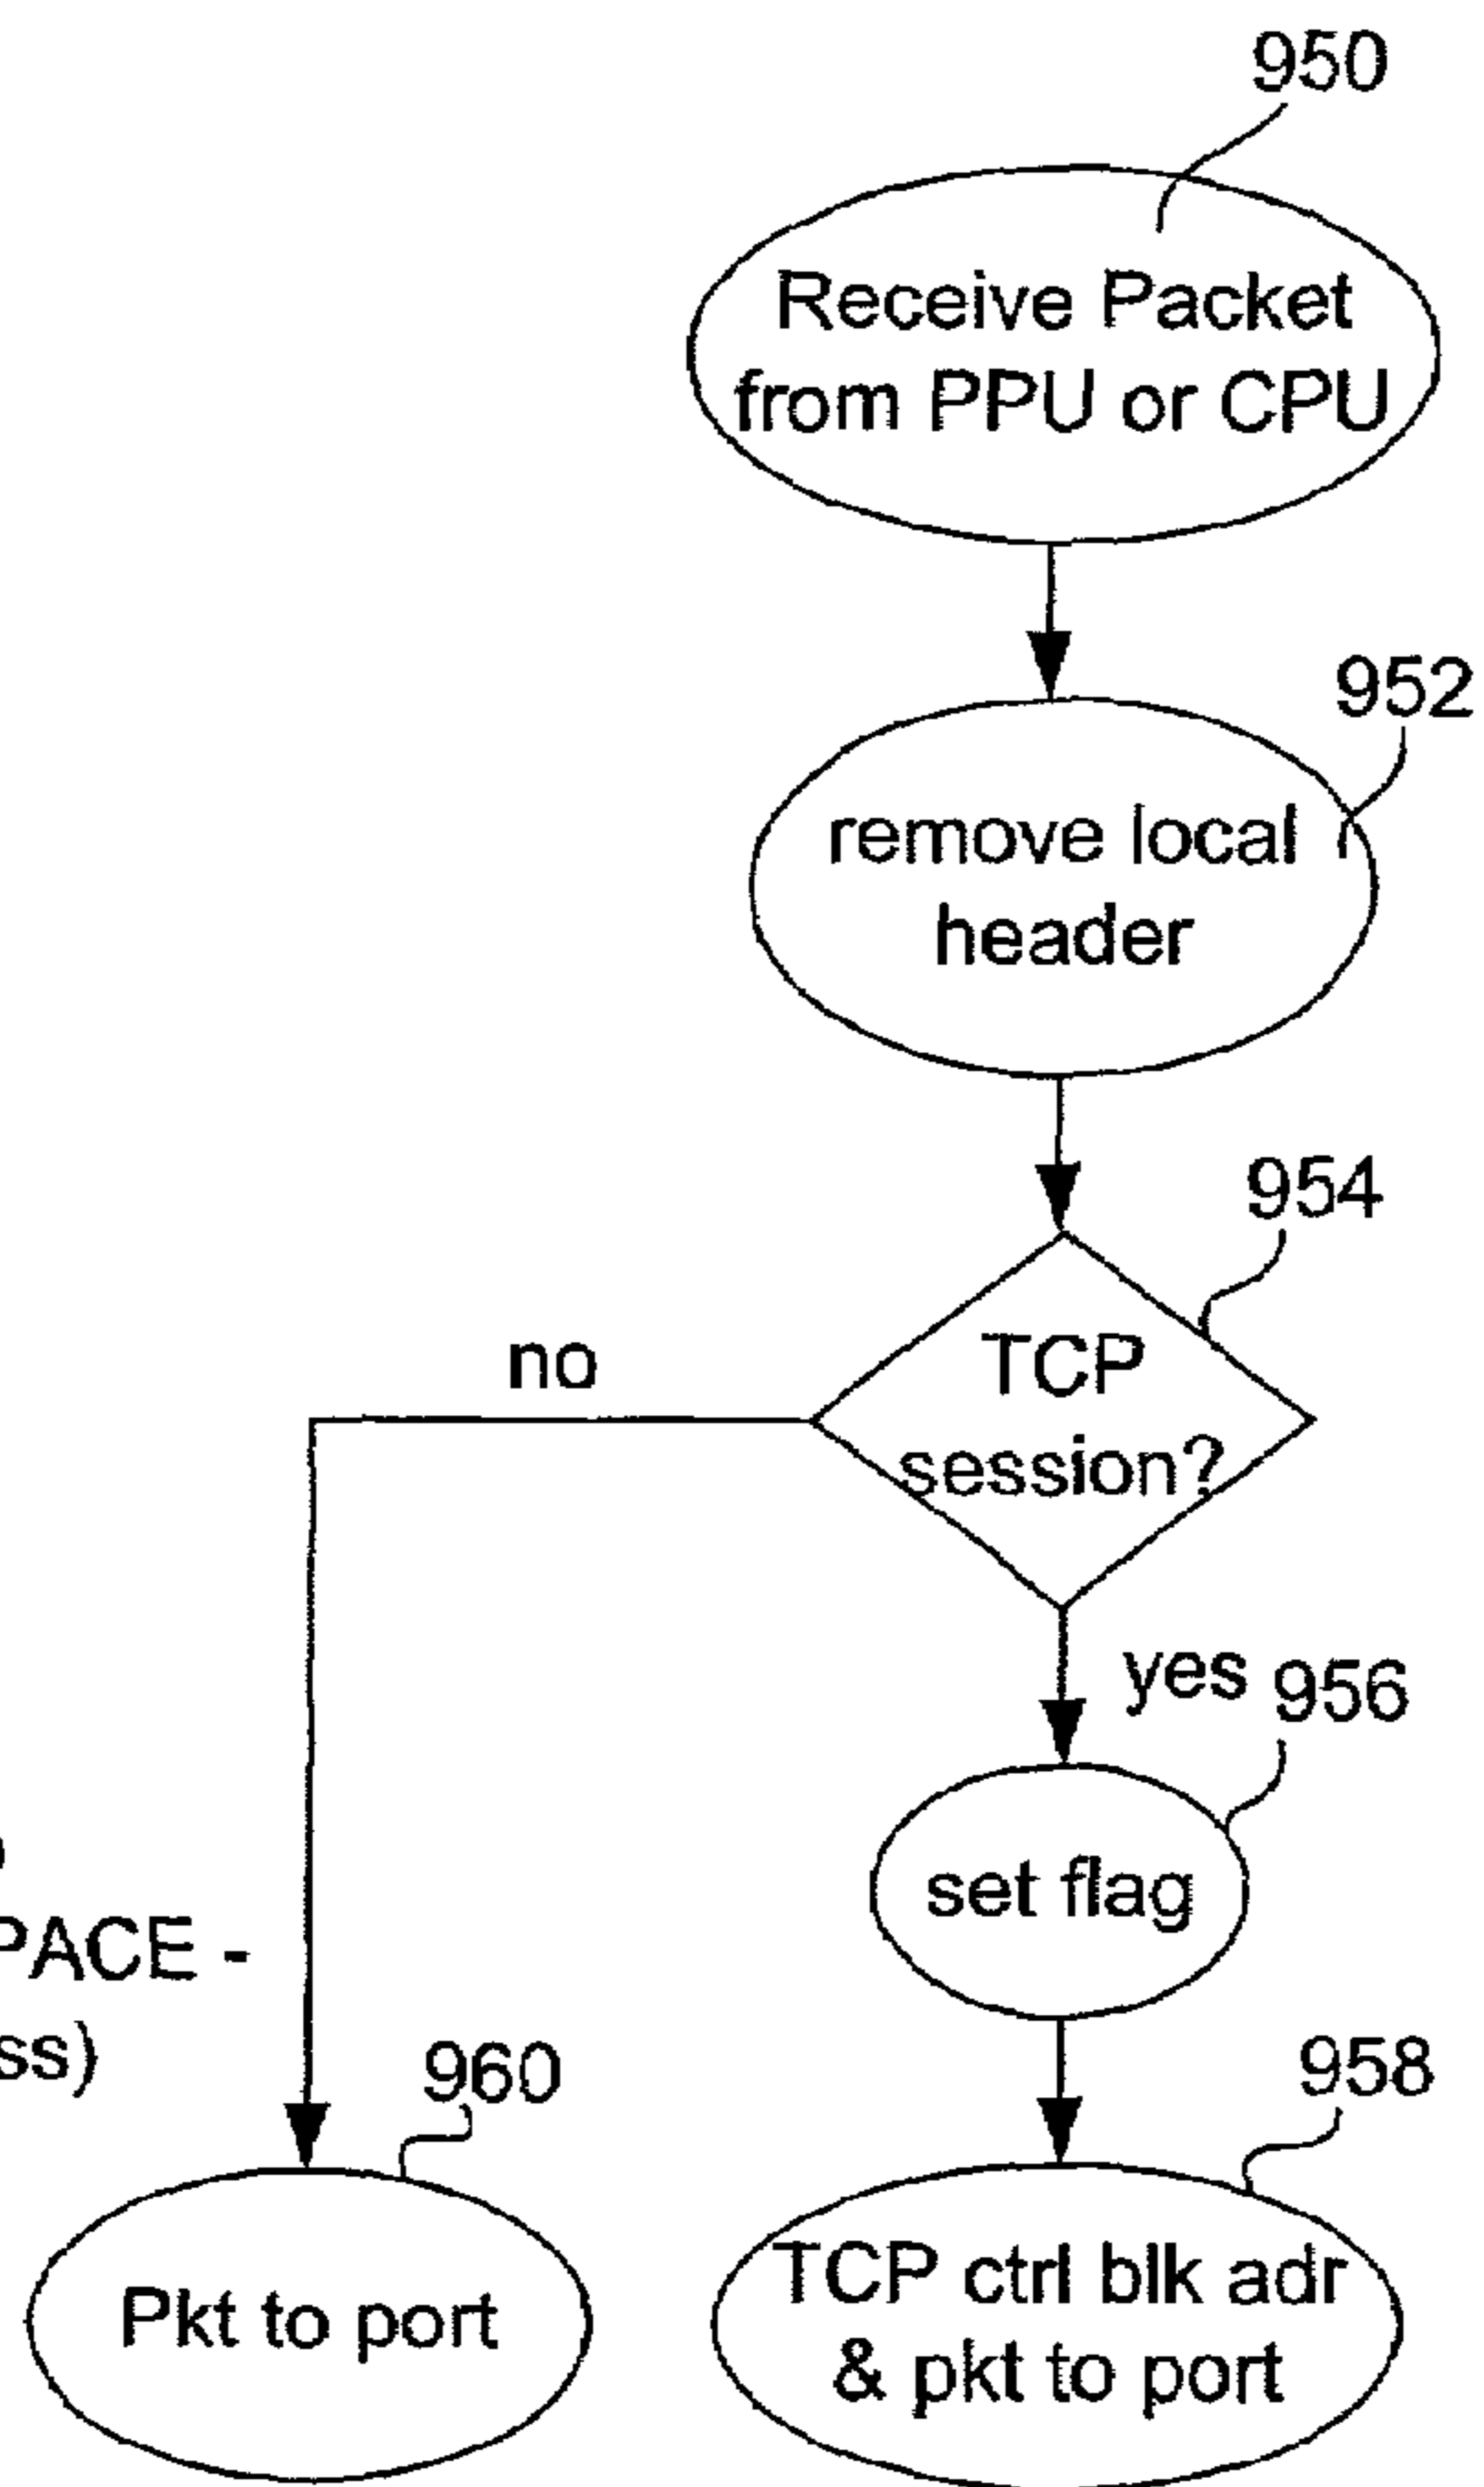 950
Receive Packet
from PPU or CPU
952
remove local
header
954
TCP
session?
no
yes
956
set flag
960
958
Pkt to port
TCP ctrl blk adr
& pkt to port